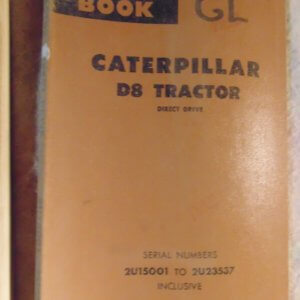 BOOK
GL
CATERPILLAR
D8 TRACTOR
DIRECT DRIVE
SERIAL NUMBERS
2U15001 TO 2U23537
INCLUSIVE